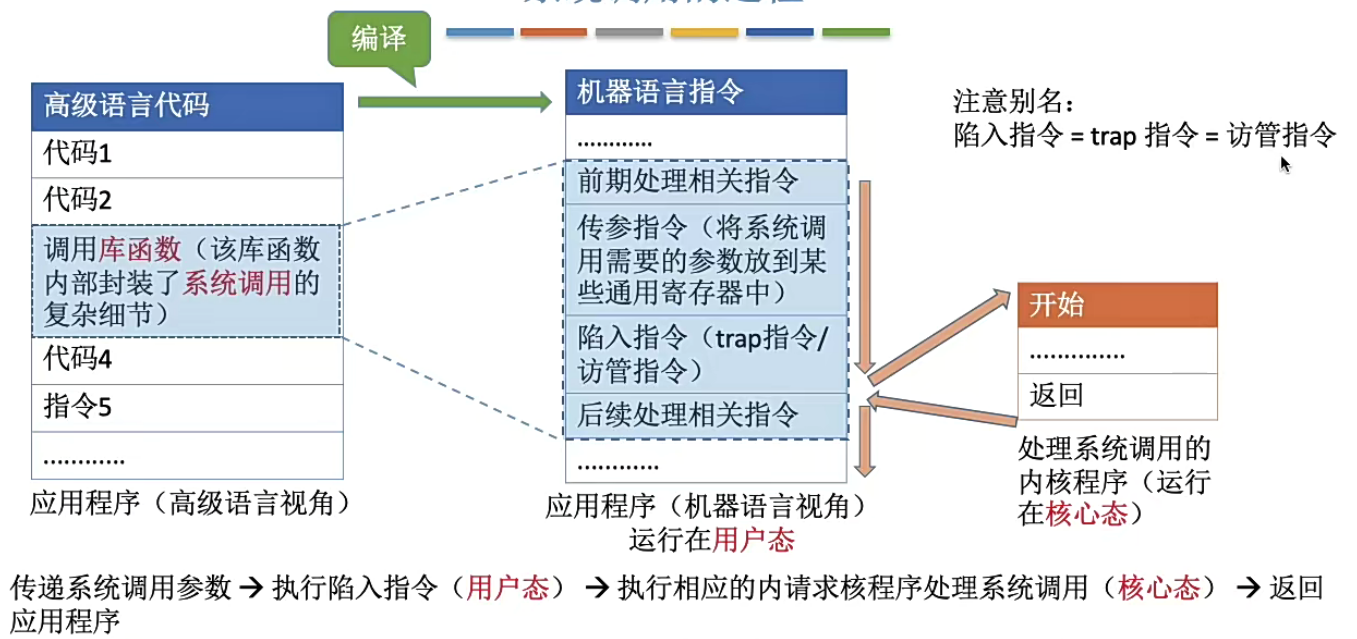 编译
高级语言代码
代码1
代码2
调用库函数（该库函数
内部封装了系统调用的
复杂细节）
代码4
指令5
…………
应用程序（高级语言视角）
机器语言指令
…………
前期处理相关指令
传参指令（将系统调
用需要的参数放到某
些通用寄存器中）
陷入指令（trap指令/
访管指令）
后续处理相关指令
…………
应用程序（机器语言视角）
运行在用户态
注意别名：
陷入指令 = trap 指令 = 访管指令
开始
…………..
返回
处理系统调用的
内核程序（运行
在核心态）
传递系统调用参数 → 执行陷入指令（用户态） → 执行相应的内请求核程序处理系统调用（核心态） → 返回
应用程序